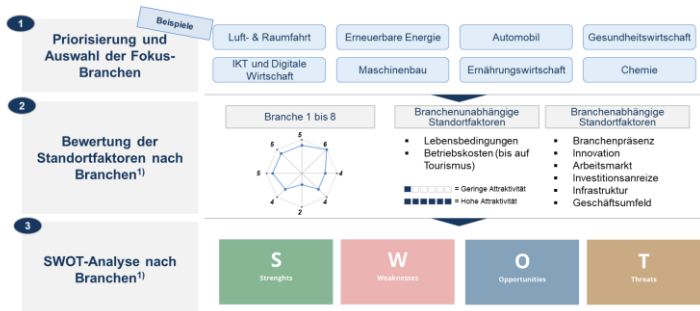 1
Beispiele
Priorisierung und
Auswahl der Fokus-
Branchen
Luft- & Raumfahrt
Erneuerbare Energie
Automobil
Gesundheitswirtschaft
IKT und Digitale
Wirtschaft
Maschinenbau
Ernährungswirtschaft
Chemie
2
Bewertung der
Standortfaktoren nach
Branchen1)
Branche 1 bis 8
5
6
4
4
2
4
5
5
Branchenunabhängige
Standortfaktoren
▪ Lebensbedingungen
▪ Betriebskosten (bis auf
Tourismus)
= Geringe Attraktivität
= Hohe Attraktivität
Branchenabhängige
Standortfaktoren
▪ Branchenpräsenz
▪ Innovation
▪ Arbeitsmarkt
▪ Investitionsanreize
▪ Infrastruktur
▪ Geschäftsumfeld
3
SWOT-Analyse nach
Branchen1)
S
Strenghts
W
Weaknesses
O
Opportunities
T
Threats